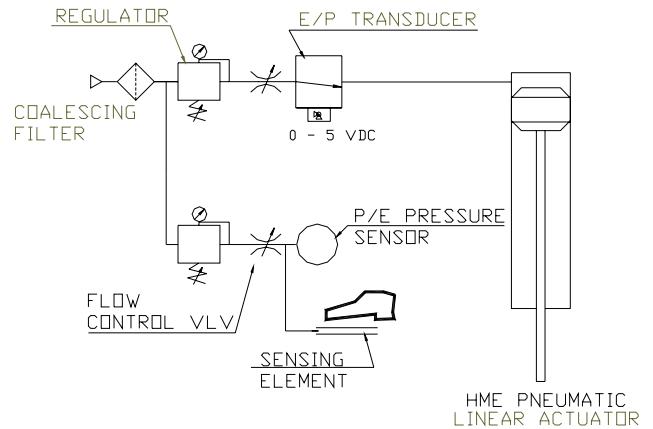 REGULATOR
E/P TRANSDUCER
COALESCING
FILTER
0 - 5 VDC
P/E PRESSURE
SENSOR
FLOW
CONTROL VLV
SENSING
ELEMENT
HME PNEUMATIC
LINEAR ACTUATOR